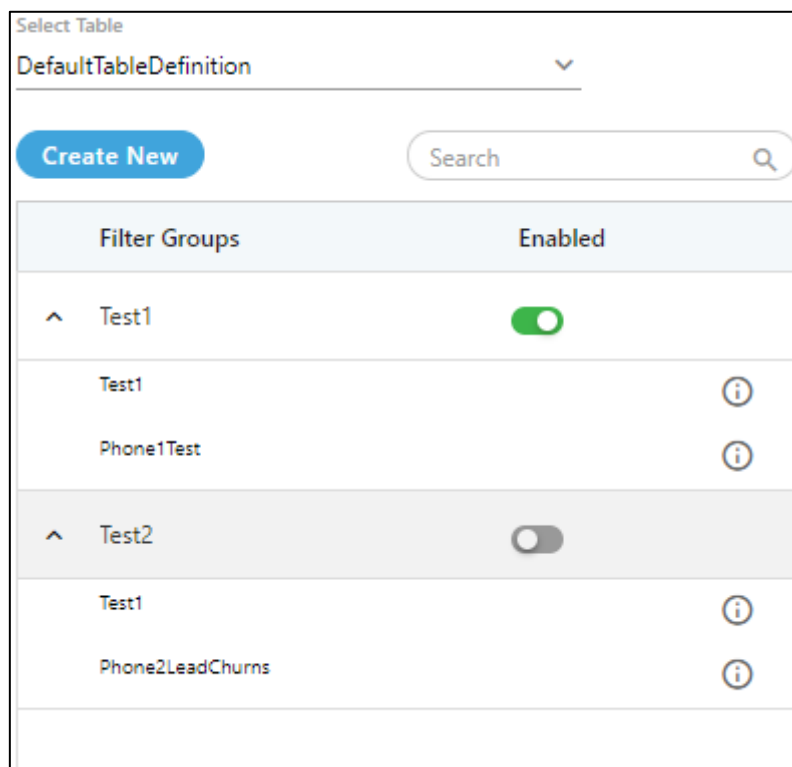 Select Table
DefaultTableDefinition
Create New
Search
Filter Groups Enabled
Test1
Test1
Phone1Test
Test2
Test1
Phone2LeadChurns